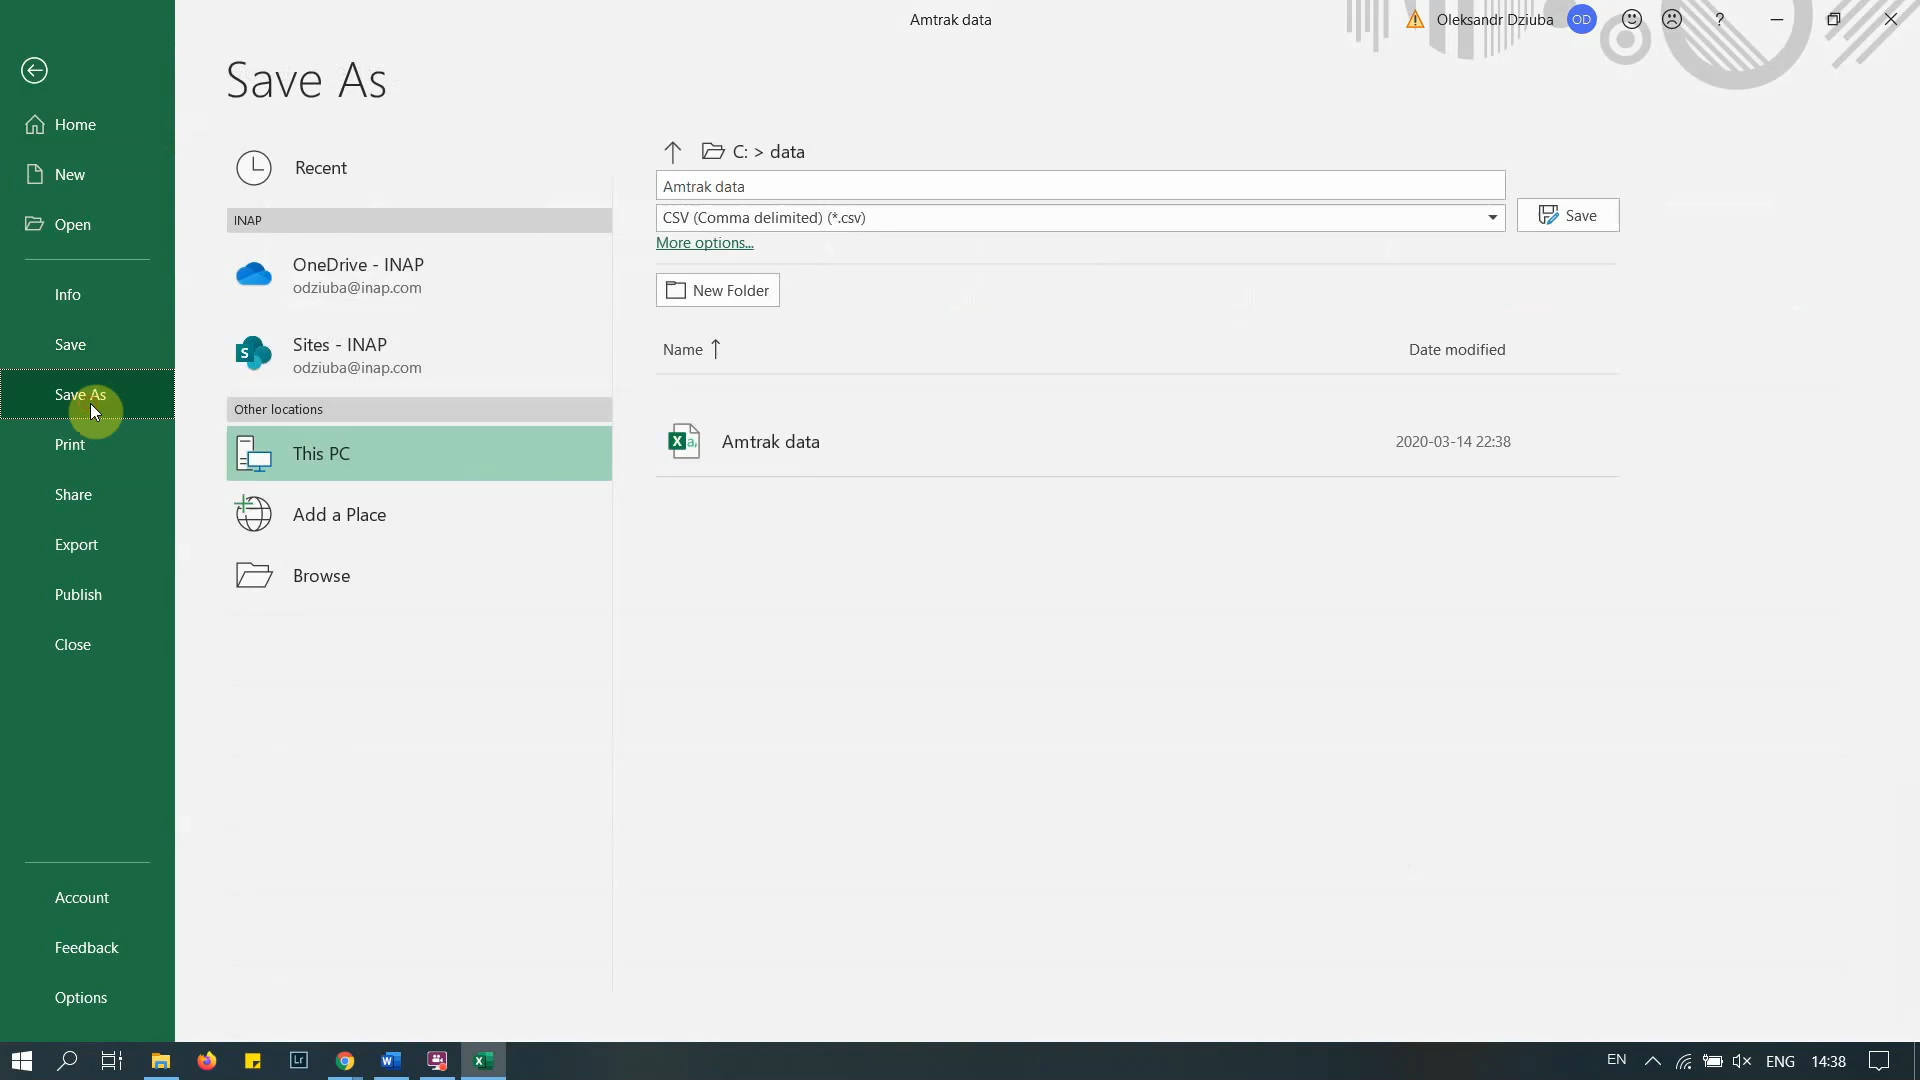 Amtrak data
Oleksandr Dziuba
OD
?
Home
New
Open
Info
Save
Save As
Print
Share
Export
Publish
Close
Account
Feedback
Options
Save As
Recent
INAP
OneDrive - INAP
odziuba@inap.com
S
Sites - INAP
odziuba@inap.com
Other locations
This PC
Add a Place
Browse
C: > data
Amtrak data
CSV (Comma delimited) (*.csv)
Save
More options...
New Folder
Name
Date modified
X a,
Amtrak data
2020-03-14 22:38
Lr
W
X
EN
ENG
14:38